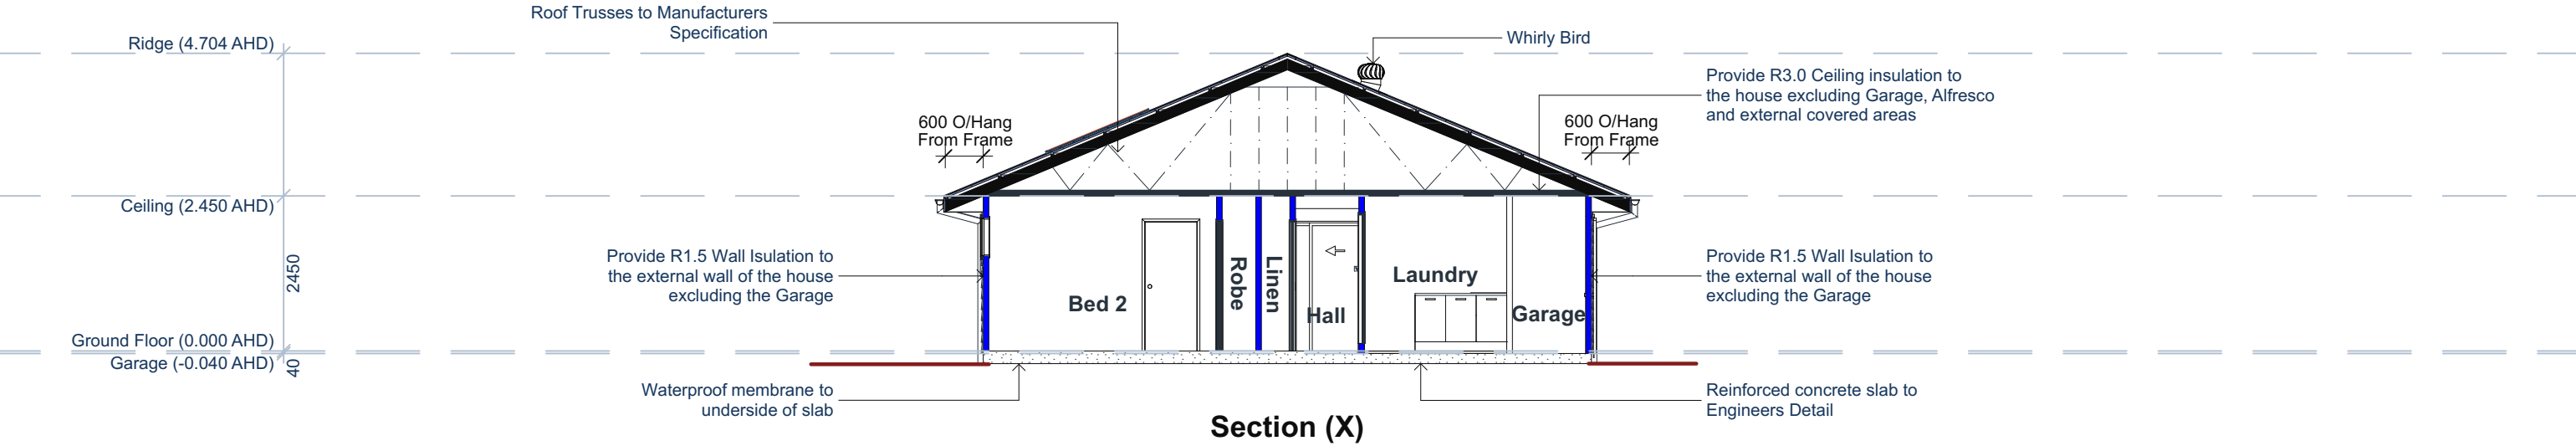 Roof Trusses to Manufacturers
Specification
Ridge (4.704 AHD)
Whirly Bird
Provide R3.0 Ceiling insulation to
the house excluding Garage, Alfresco
and external covered areas
600 O/Hang
From Frame
600 O/Hang
From Frame
Ceiling (2.450 AHD)
2450
Provide R1.5 Wall Isulation to
the external wall of the house
excluding the Garage
Bed 2
Robe
Linen
Hall
Laundry
Garage
Provide R1.5 Wall Isulation to
the external wall of the house
excluding the Garage
Ground Floor (0.000 AHD)
Garage (-0.040 AHD)
40
Waterproof membrane to
underside of slab
Reinforced concrete slab to
Engineers Detail
Section (X)